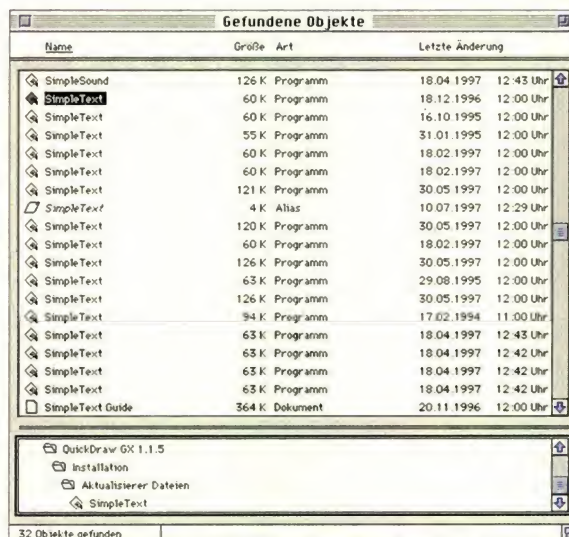 Gefundene Objekte
Name Größe Art Letzte Änderung
SimpleSound 126 K Programm 18.04.1997 12:43 Uhr
SimpleText 60 K Programm 18.12.1996 12:00 Uhr
SimpleText 60 K Programm 16.10.1995 12:00 Uhr
SimpleText 55 K Programm 31.01.1995 12:00 Uhr
SimpleText 60 K Programm 18.02.1997 12:00 Uhr
SimpleText 60 K Programm 18.02.1997 12:00 Uhr
SimpleText 121 K Programm 30.05.1997 12:00 Uhr
SimpleText 4 K Alias 10.07.1997 12:29 Uhr
SimpleText 120 K Programm 30.05.1997 12:00 Uhr
SimpleText 60 K Programm 18.02.1997 12:00 Uhr
SimpleText 126 K Programm 30.05.1997 12:00 Uhr
SimpleText 63 K Programm 29.08.1995 12:00 Uhr
SimpleText 126 K Programm 30.05.1997 12:00 Uhr
SimpleText 94 K Programm 17.02.1994 11:00 Uhr
SimpleText 63 K Programm 18.04.1997 12:43 Uhr
SimpleText 63 K Programm 18.04.1997 12:42 Uhr
SimpleText 63 K Programm 18.04.1997 12:42 Uhr
SimpleText 63 K Programm 18.04.1997 12:42 Uhr
SimpleText Guide 364 K Dokument 20.11.1996 12:00 Uhr
QuickDraw GX 1.1.5
Installation
Aktualisierer Dateien
SimpleText
32 Objekte gefunden